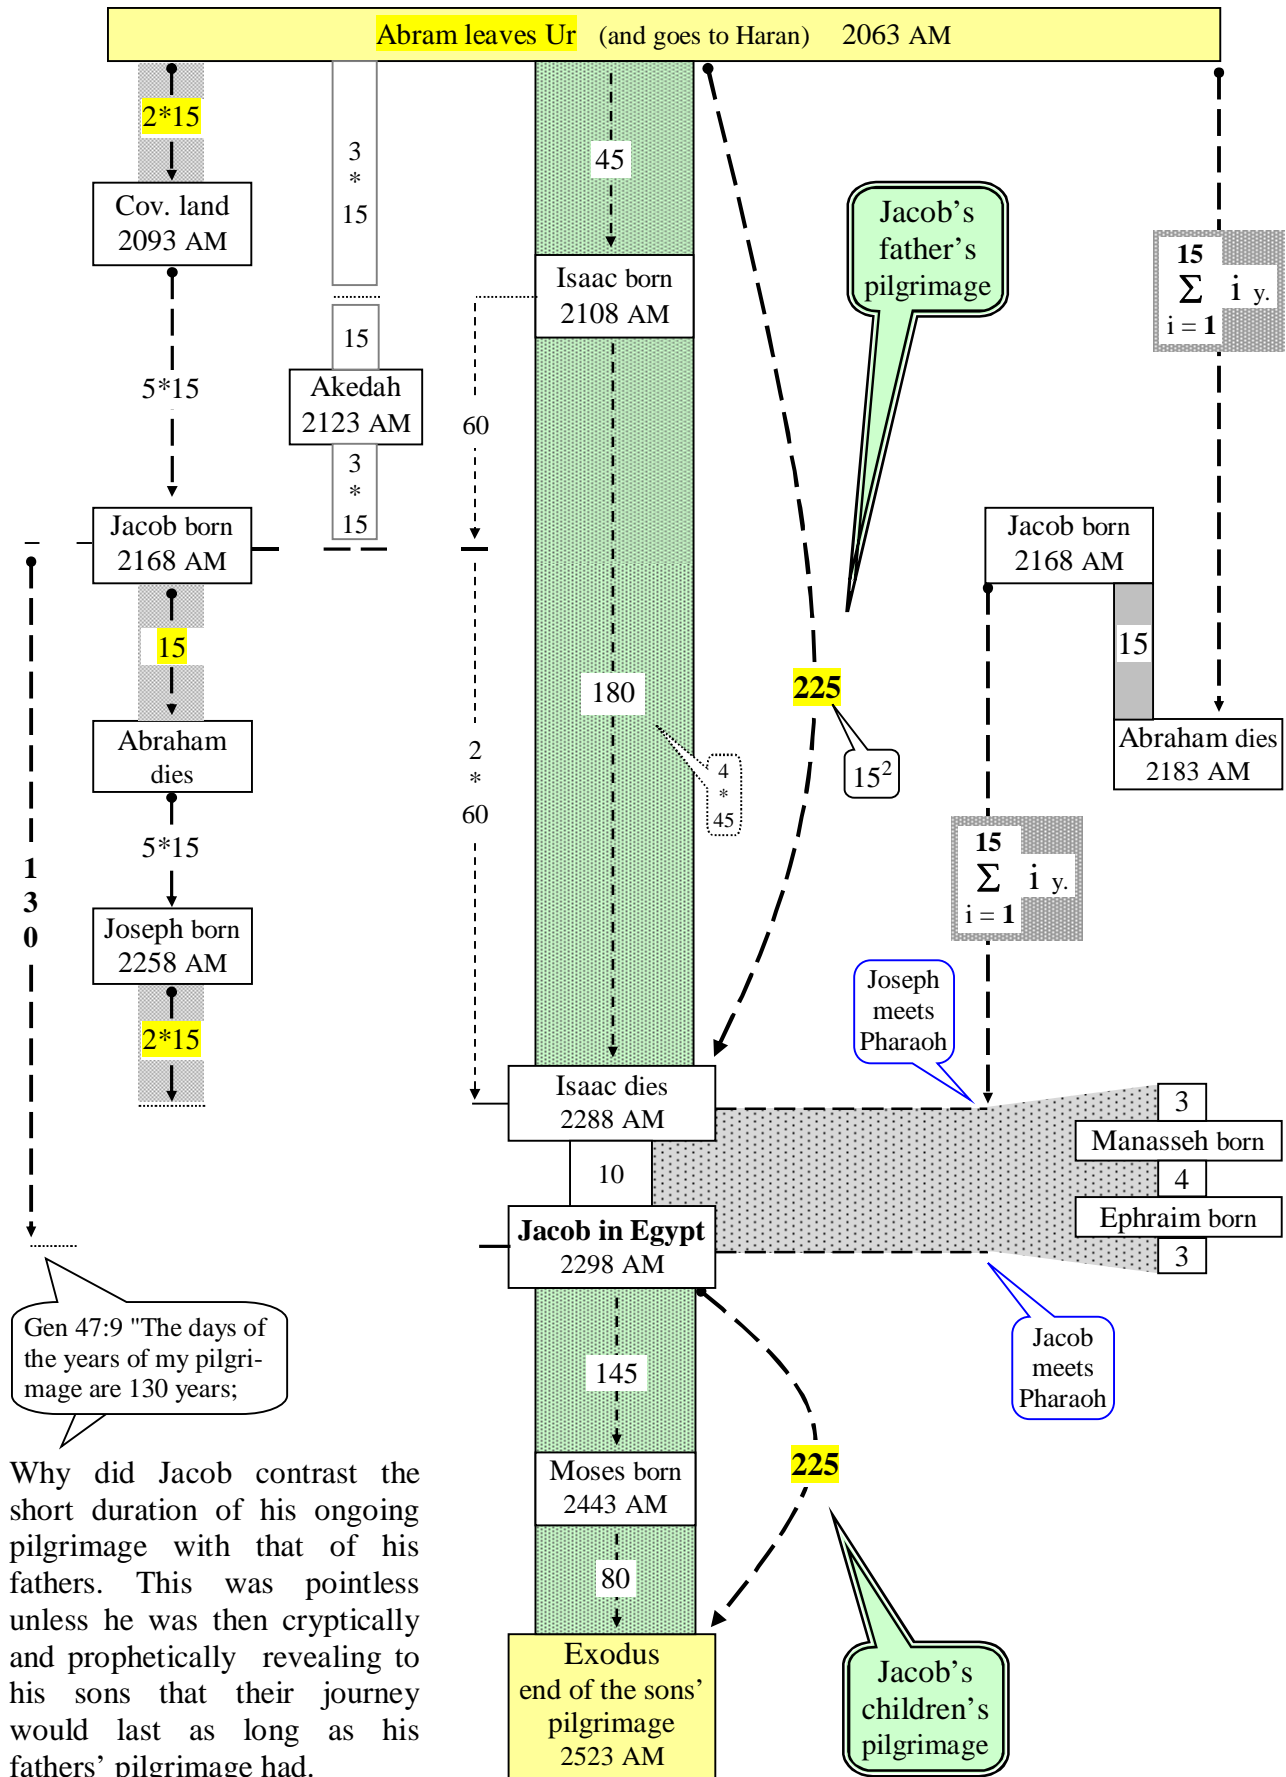 Abram leaves Ur (and goes to Haran) 2063 AM
2*15
Cov. land
2093 AM
5*15
Jacob born
2168 AM
15
Abraham
dies
5*15
Joseph born
2258 AM
2*15
1
3
0
Gen 47:9 "The days of
the years of my pilgri-
mage are 130 years;
Why did Jacob contrast the
short duration of his ongoing
pilgrimage with that of his
fathers. This was pointless
unless he was then cryptically
and prophetically revealing to
his sons that their journey
would last as long as his
fathers’ pilgrimage had.
3
*
15
15
Akedah
2123 AM
3
*
15
60
2
*
60
45
Isaac born
2108 AM
180
4
*
45
Isaac dies
2288 AM
10
Jacob in Egypt
2298 AM
145
Moses born
2443 AM
80
Exodus
end of the sons’
pilgrimage
2523 AM
Jacob’s
father’s
pilgrimage
225
15²
225
Jacob’s
children’s
pilgrimage
15
Σ i y.
i = 1
Jacob born
2168 AM
15
Abraham dies
2183 AM
15
Σ i y.
i = 1
Joseph
meets
Pharaoh
3
Manasseh born
4
Ephraim born
3
Jacob
meets
Pharaoh